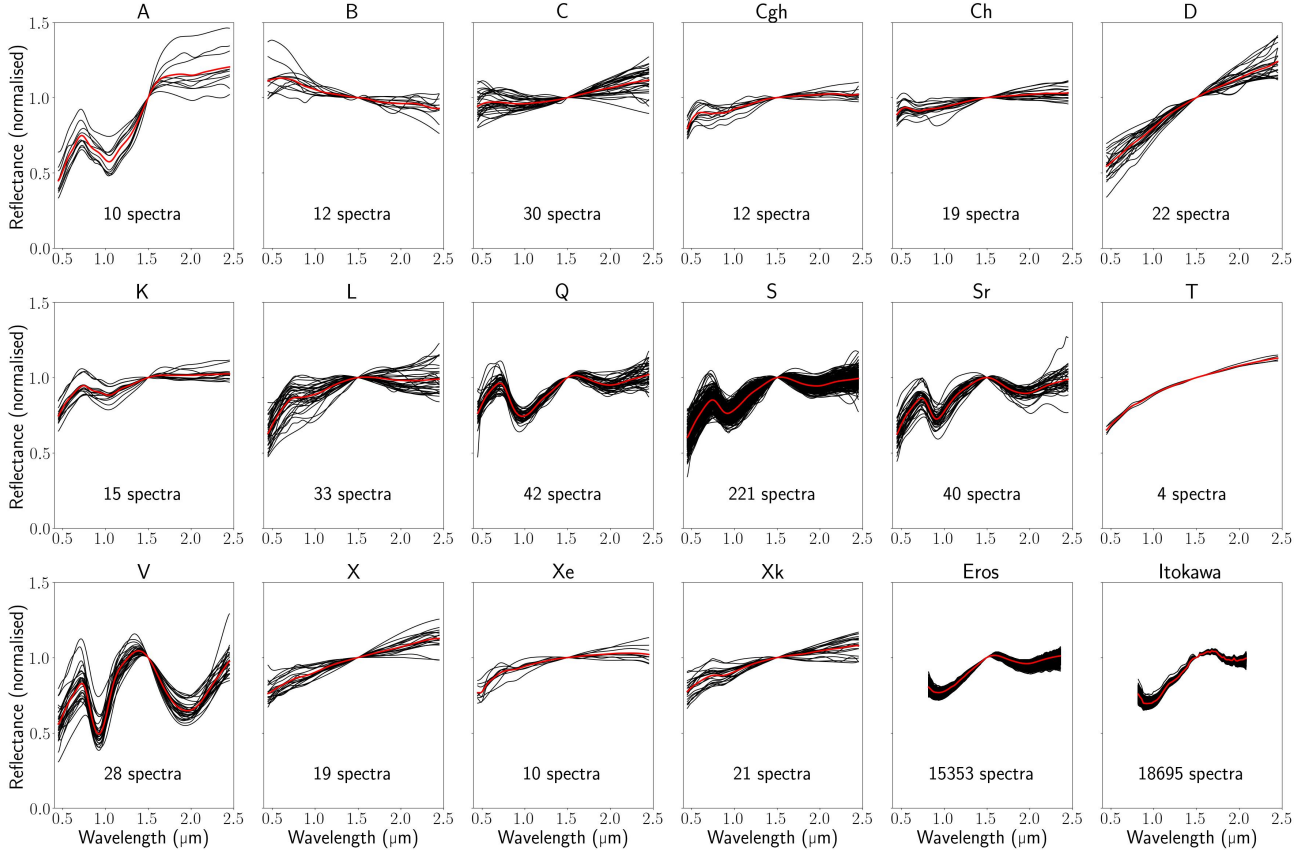 A B C Cgh Ch D
Reflectance (normalised)
1.5
1.0
0.5
0.0
10 spectra 12 spectra 30 spectra 12 spectra 19 spectra 22 spectra
0.5 1.0 1.5 2.0 2.5 0.5 1.0 1.5 2.0 2.5 0.5 1.0 1.5 2.0 2.5 0.5 1.0 1.5 2.0 2.5 0.5 1.0 1.5 2.0 2.5 0.5 1.0 1.5 2.0 2.5
K L Q S Sr T
Reflectance (normalised)
1.5
1.0
0.5
0.0
15 spectra 33 spectra 42 spectra 221 spectra 40 spectra 4 spectra
0.5 1.0 1.5 2.0 2.5 0.5 1.0 1.5 2.0 2.5 0.5 1.0 1.5 2.0 2.5 0.5 1.0 1.5 2.0 2.5 0.5 1.0 1.5 2.0 2.5 0.5 1.0 1.5 2.0 2.5
V X Xe Xk Eros Itokawa
Reflectance (normalised)
1.5
1.0
0.5
0.0
28 spectra 19 spectra 10 spectra 21 spectra 15353 spectra 18695 spectra
0.5 1.0 1.5 2.0 2.5 0.5 1.0 1.5 2.0 2.5 0.5 1.0 1.5 2.0 2.5 0.5 1.0 1.5 2.0 2.5 0.5 1.0 1.5 2.0 2.5 0.5 1.0 1.5 2.0 2.5
Wavelength (μm) Wavelength (μm) Wavelength (μm) Wavelength (μm) Wavelength (μm) Wavelength (μm)